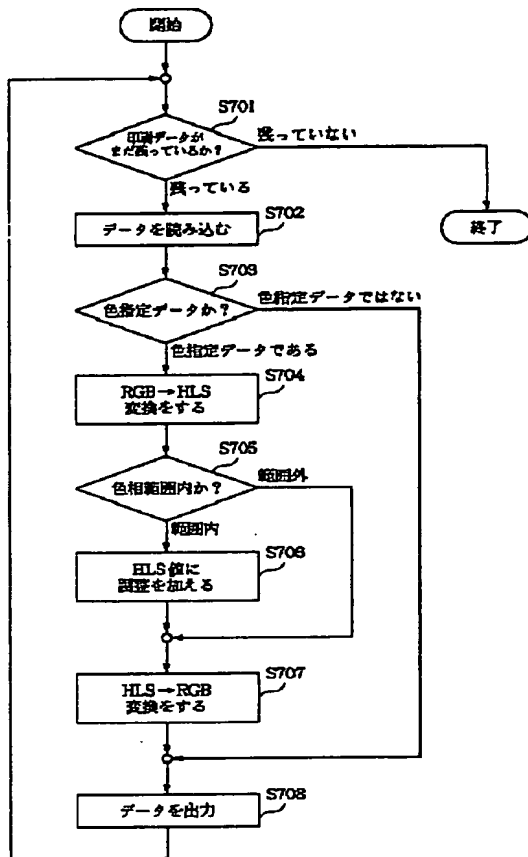 開始
S701
印刷データが
まだ残っているか？
残っていない
残っている
S702
データを読み込む
終了
S703
色指定データか？
色指定データではない
色指定データである
S704
RGB→HLS
変換をする
S705
色相範囲内か？
範囲外
範囲内
S706
HLS値に
調整を加える
S707
HLS→RGB
変換をする
S708
データを出力